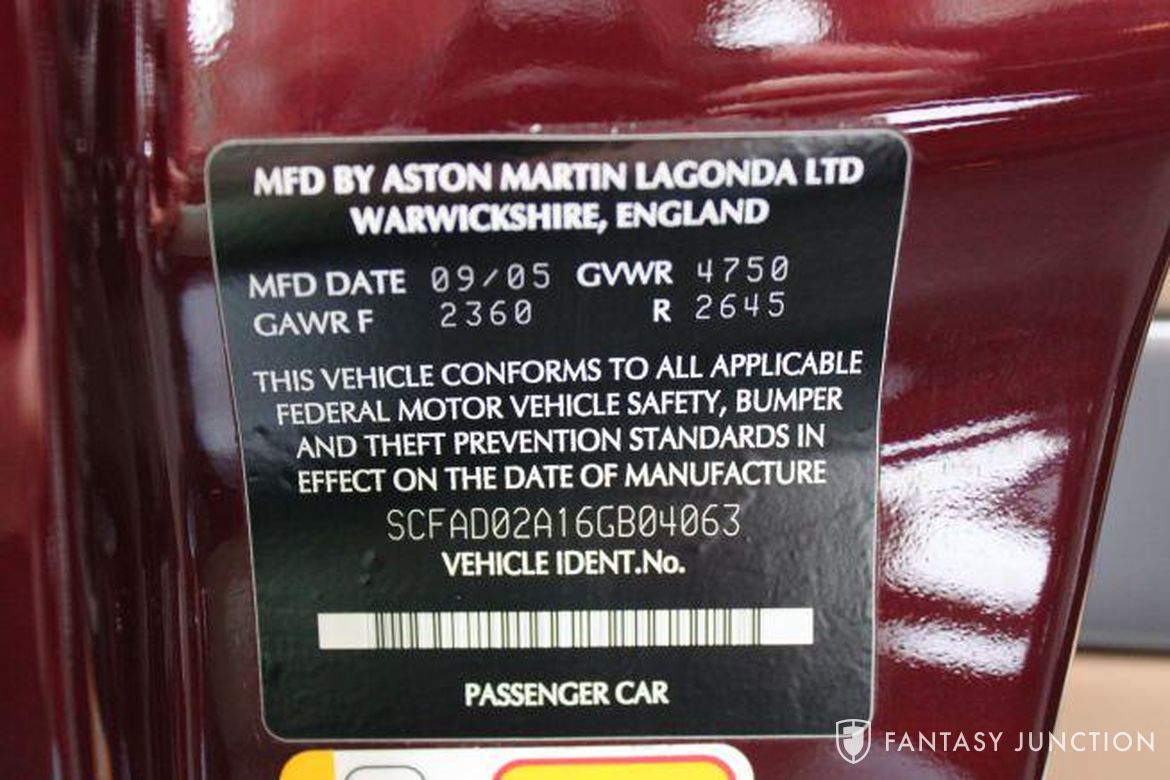 MFD BY ASTON MARTIN LAGONDA LTD
WARWICKSHIRE, ENGLAND
MFD DATE 09/05 GVWR 4750
GAWR F 2360 R 2645
THIS VEHICLE CONFORMS TO ALL APPLICABLE
FEDERAL MOTOR VEHICLE SAFETY, BUMPER
AND THEFT PREVENTION STANDARDS IN
EFFECT ON THE DATE OF MANUFACTURE
SCFAD02A16GB04063
VEHICLE IDENT.No.
PASSENGER CAR
FANTASY JUNCTION